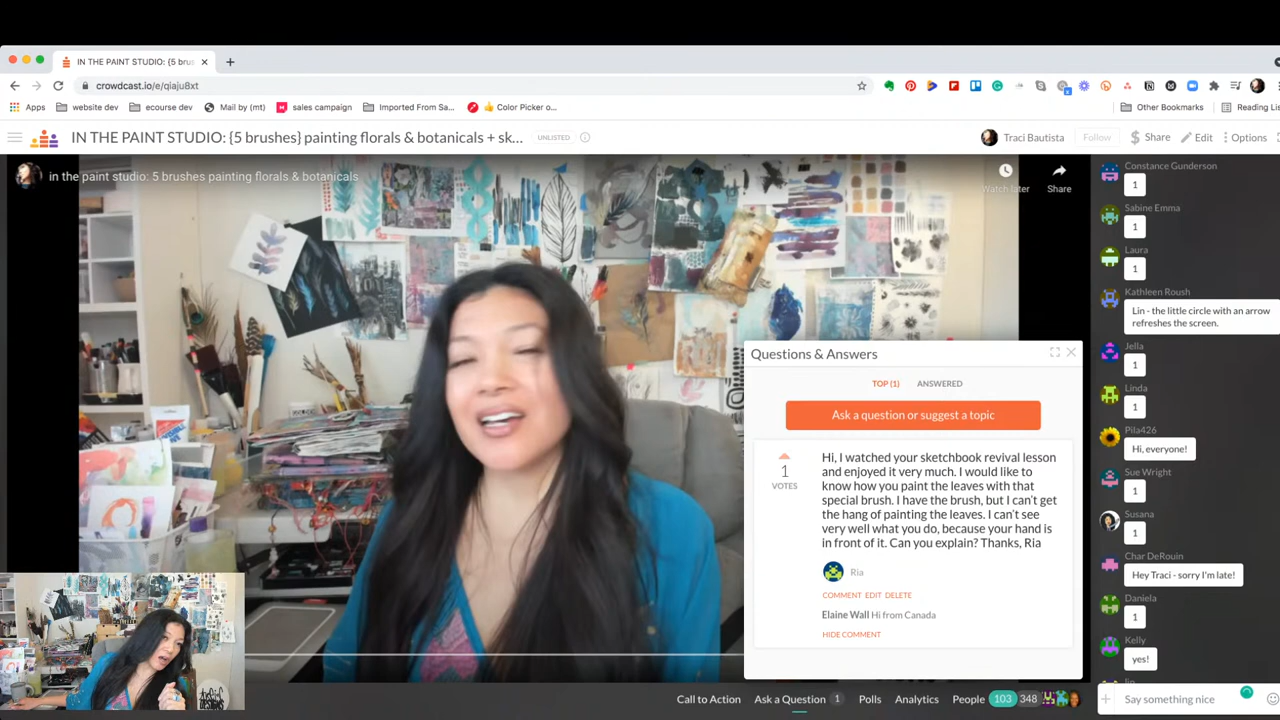 IN THE PAINT STUDIO: {5 brus
crowdcast.io/e/qiaju8xt
Apps
website dev
ecourse dev
Mail by (mt)
sales campaign
Imported From Sa...
Color Picker o...
Other Bookmarks
Reading List
IN THE PAINT STUDIO: {5 brushes} painting florals & botanicals + sk...
UNLISTED
Traci Bautista
Follow
Share
Edit
Options
in the paint studio: 5 brushes painting florals & botanicals
Watch later
Share
Questions & Answers
TOP (1)
ANSWERED
Ask a question or suggest a topic
1
VOTES
Hi, I watched your sketchbook revival lesson
and enjoyed it very much. I would like to
know how you paint the leaves with that
special brush. I have the brush, but I can't get
the hang of painting the leaves. I can't see
very well what you do, because your hand is
in front of it. Can you explain? Thanks, Ria
Ria
COMMENT EDIT DELETE
Elaine Wall Hi from Canada
HIDE COMMENT
Constance Gunderson
1
Sabine Emma
1
Laura
1
Kathleen Roush
Lin - the little circle with an arrow
refreshes the screen.
Jella
1
Linda
1
Pila426
Hi, everyone!
Sue Wright
1
Susana
1
Char DeRouin
Hey Traci - sorry I'm late!
Daniela
1
Kelly
yes!
Call to Action
Ask a Question 1
Polls
Analytics
People 103 348
Say something nice